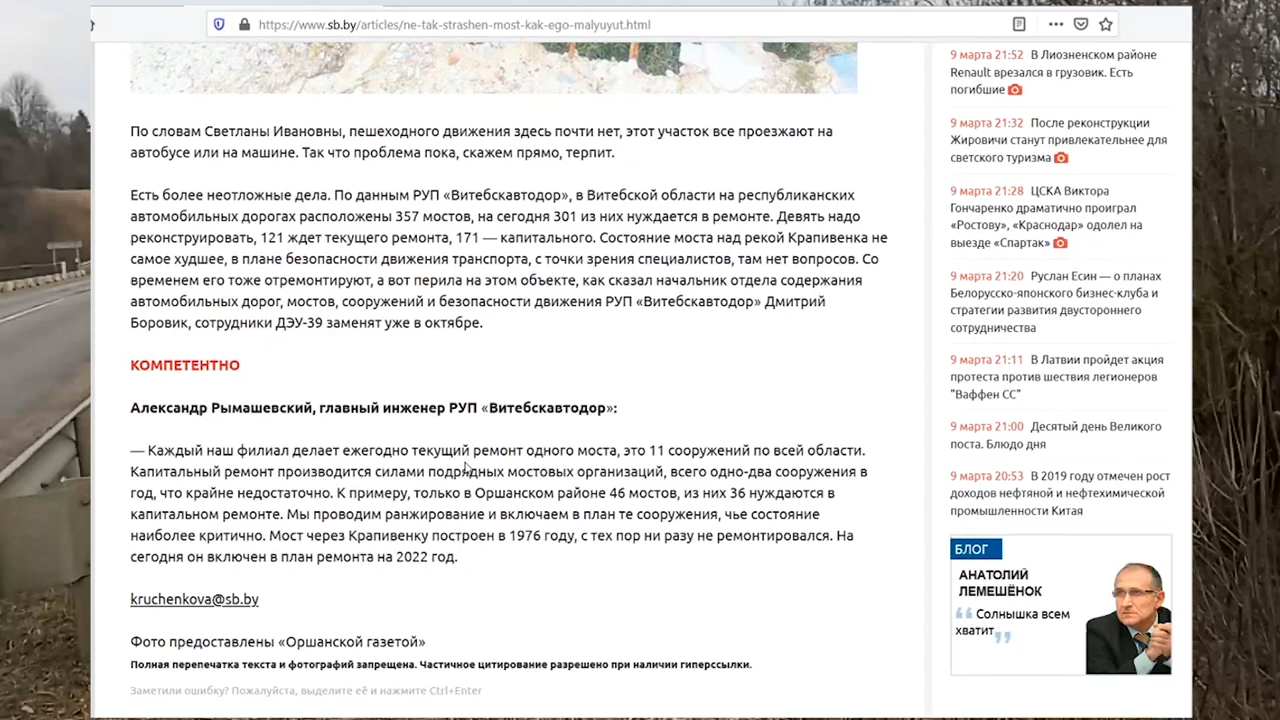 https://www.sb.by/articles/ne-tak-strashen-most-kak-ego-malyuyut.html
По словам Светланы Ивановны, пешеходного движения здесь почти нет, этот участок все проезжают на
автобусе или на машине. Так что проблема пока, скажем прямо, терпит.
Есть более неотложные дела. По данным РУП «Витебскавтодор», в Витебской области на республиканских
автомобильных дорогах расположены 357 мостов, на сегодня 301 из них нуждается в ремонте. Девять надо
реконструировать, 121 ждет текущего ремонта, 171 — капитального. Состояние моста над рекой Крапивенка не
самое худшее, в плане безопасности движения транспорта, с точки зрения специалистов, там нет вопросов. Со
временем его тоже отремонтируют, а вот перила на этом объекте, как сказал начальник отдела содержания
автомобильных дорог, мостов, сооружений и безопасности движения РУП «Витебскавтодор» Дмитрий
Боровик, сотрудники ДЭУ-39 заменят уже в октябре.
КОМПЕТЕНТНО
Александр Рымашевский, главный инженер РУП «Витебскавтодор»:
— Каждый наш филиал делает ежегодно текущий ремонт одного моста, это 11 сооружений по всей области.
Капитальный ремонт производится силами подрядных мостовых организаций, всего одно-два сооружения в
год, что крайне недостаточно. К примеру, только в Оршанском районе 46 мостов, из них 36 нуждаются в
капитальном ремонте. Мы проводим ранжирование и включаем в план те сооружения, чье состояние
наиболее критично. Мост через Крапивенку построен в 1976 году, с тех пор ни разу не ремонтировался. На
сегодня он включен в план ремонта на 2022 год.
kruchenkova@sb.by
Фото предоставлены «Оршанской газетой»
Полная перепечатка текста и фотографий запрещена. Частичное цитирование разрешено при наличии гиперссылки.
Заметили ошибку? Пожалуйста, выделите её и нажмите Ctrl+Enter
9 марта 21:52 В Лиозненском районе
Renault врезался в грузовик. Есть
погибшие
9 марта 21:32 После реконструкции
Жировичи станут привлекательнее для
светского туризма
9 марта 21:28 ЦСКА Виктора
Гончаренко драматично проиграл
«Ростову», «Краснодар» одолел на
выезде «Спартак»
9 марта 21:20 Руслан Есин — о планах
Белорусско-японского бизнес-клуба и
стратегии развития двустороннего
сотрудничества
9 марта 21:11 В Латвии пройдет акция
протеста против шествия легионеров
"Ваффен СС"
9 марта 21:00 Десятый день Великого
поста. Блюдо дня
9 марта 20:53 В 2019 году отмечен рост
доходов нефтяной и нефтехимической
промышленности Китая
БЛОГ
АНАТОЛИЙ
ЛЕМЕШЁНОК
“ Солнышка всем
хватит ”